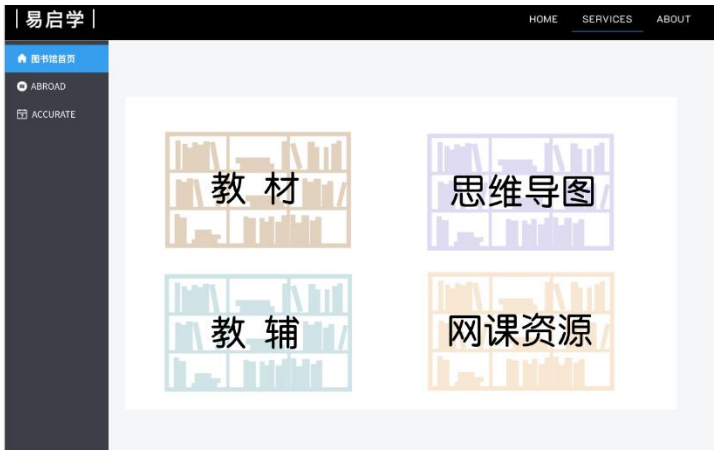 |易启学|
HOME SERVICES ABOUT
图书馆首页
ABROAD
ACCURATE
教 材
思维导图
教 辅
网课资源